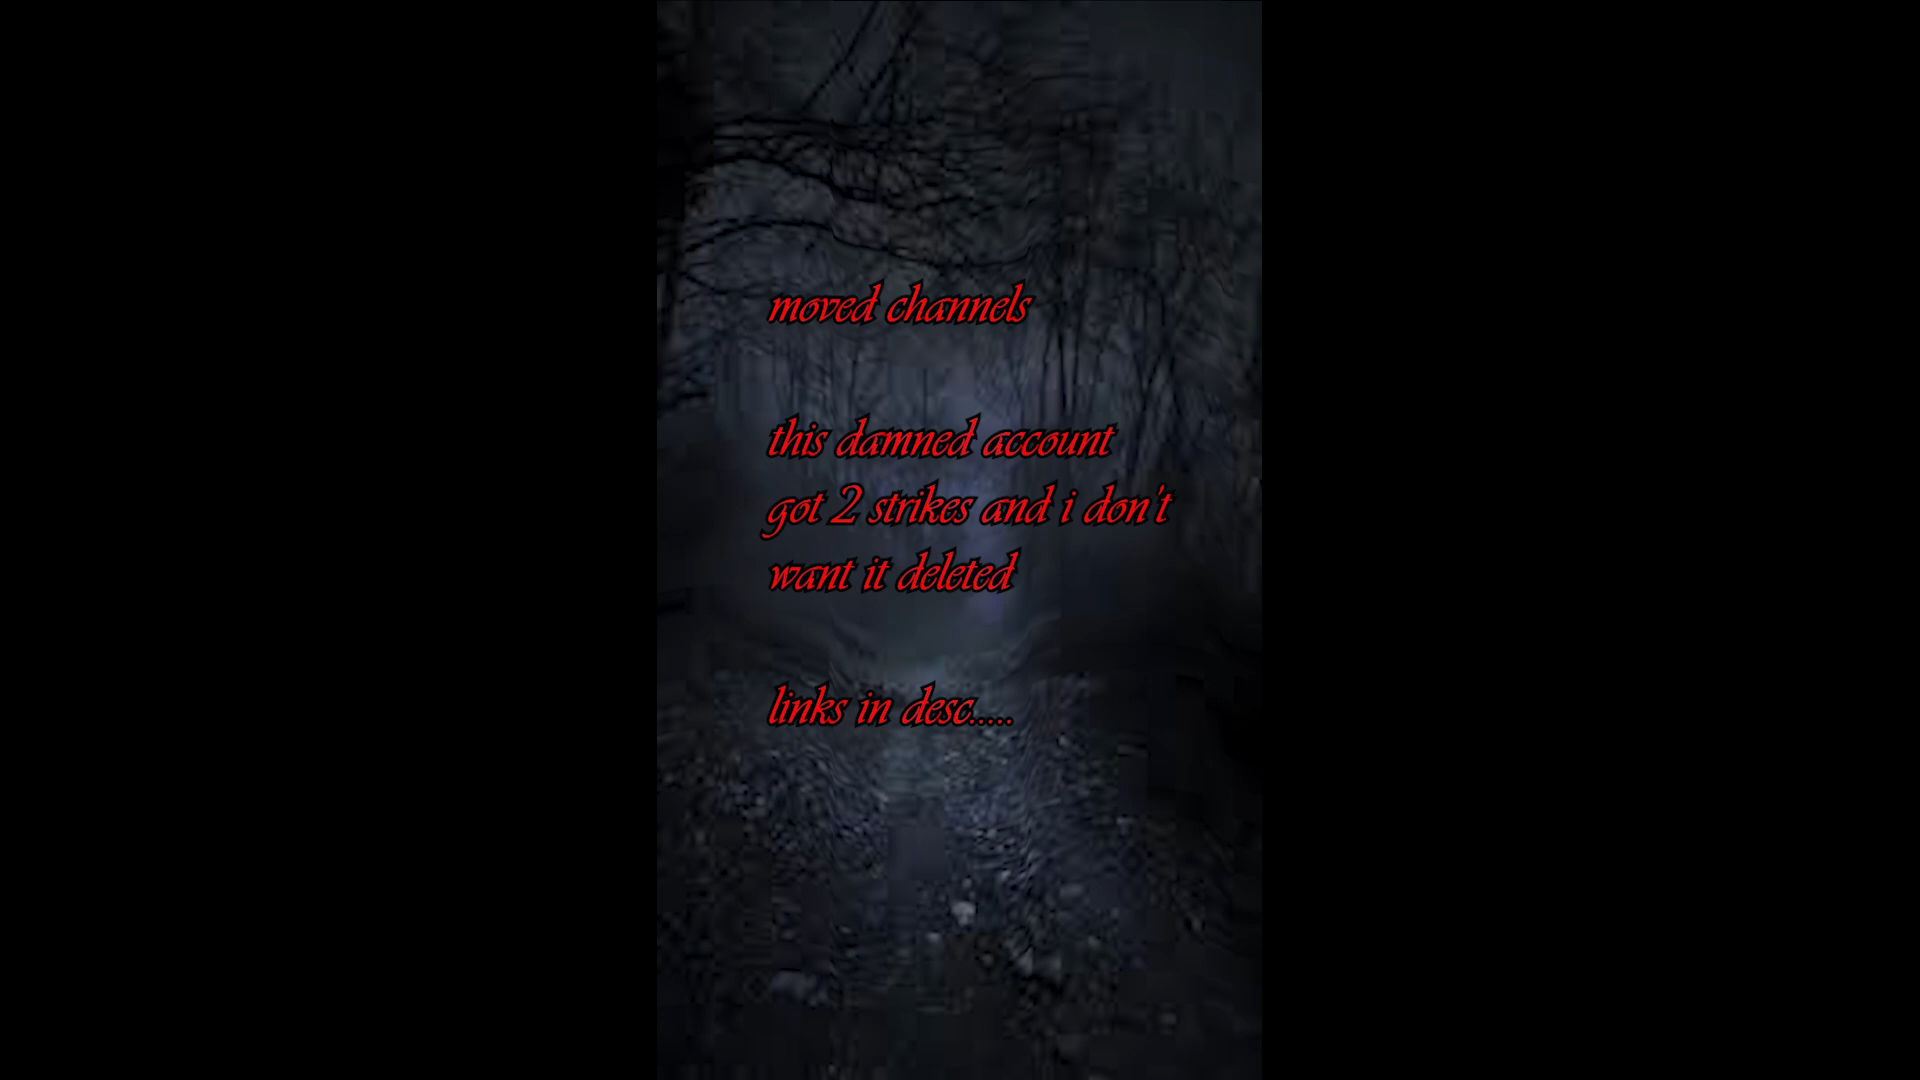 moved channels
this damned account
got 2 strikes and i don't
want it deleted
links in desc.....